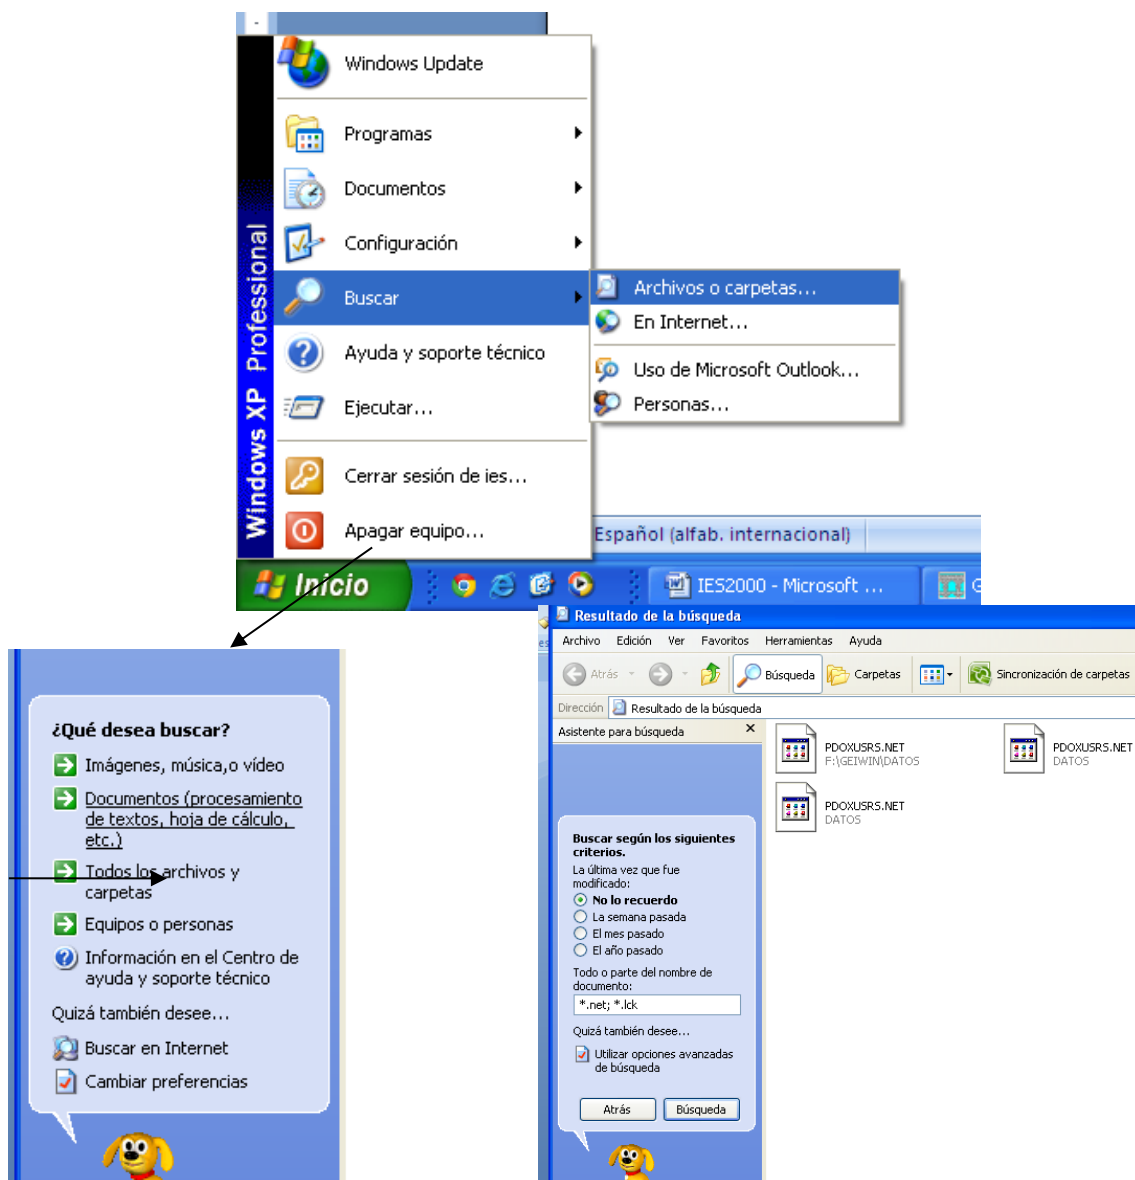 Windows XP Professional
Windows Update
Programas
Documentos
Configuración
Buscar
Ayuda y soporte técnico
Ejecutar...
Cerrar sesión de ies...
Apagar equipo...
Archivos o carpetas...
En Internet...
Uso de Microsoft Outlook...
Personas...
Español (alfab. internacional)
Inicio
IES2000 - Microsoft ...
G
¿Qué desea buscar?
Imágenes, música,o vídeo
Documentos (procesamiento
de textos, hoja de cálculo,
etc.)
Todos los archivos y
carpetas
Equipos o personas
Información en el Centro de
ayuda y soporte técnico
Quizá también desee...
Buscar en Internet
Cambiar preferencias
es
Resultado de la búsqueda
Archivo Edición Ver Favoritos Herramientas Ayuda
Atrás Búsqueda Carpetas Sincronización de carpetas
Dirección Resultado de la búsqueda
Asistente para búsqueda
PDOXUSRS.NET
F:\GEIWIN\DATOS
PDOXUSRS.NET
DATOS
PDOXUSRS.NET
DATOS
Buscar según los siguientes
criterios.
La última vez que fue
modificado:
No lo recuerdo
La semana pasada
El mes pasado
El año pasado
Todo o parte del nombre de
documento:
*.net; *.lck
Quizá también desee...
Utilizar opciones avanzadas
de búsqueda
Atrás Búsqueda